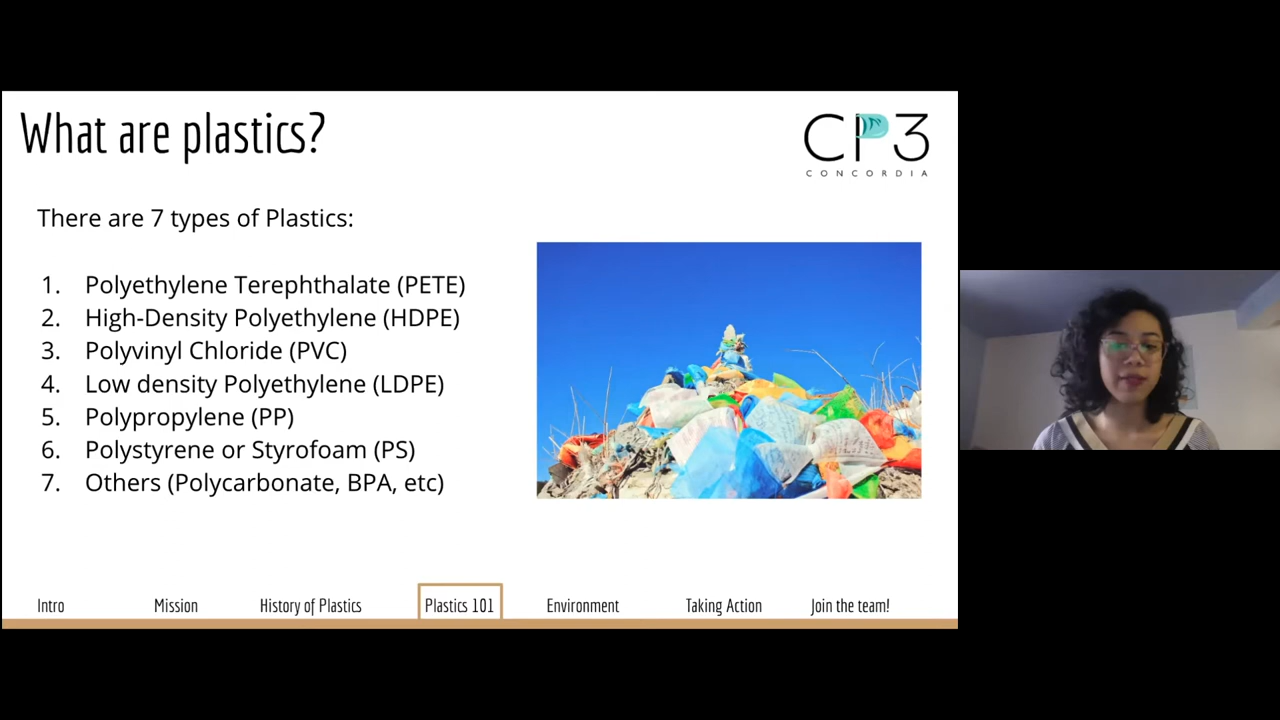 What are plastics?
CP3
CONCORDIA
There are 7 types of Plastics:
1. Polyethylene Terephthalate (PETE)
2. High-Density Polyethylene (HDPE)
3. Polyvinyl Chloride (PVC)
4. Low density Polyethylene (LDPE)
5. Polypropylene (PP)
6. Polystyrene or Styrofoam (PS)
7. Others (Polycarbonate, BPA, etc)
Intro Mission History of Plastics Plastics 101 Environment Taking Action Join the team!